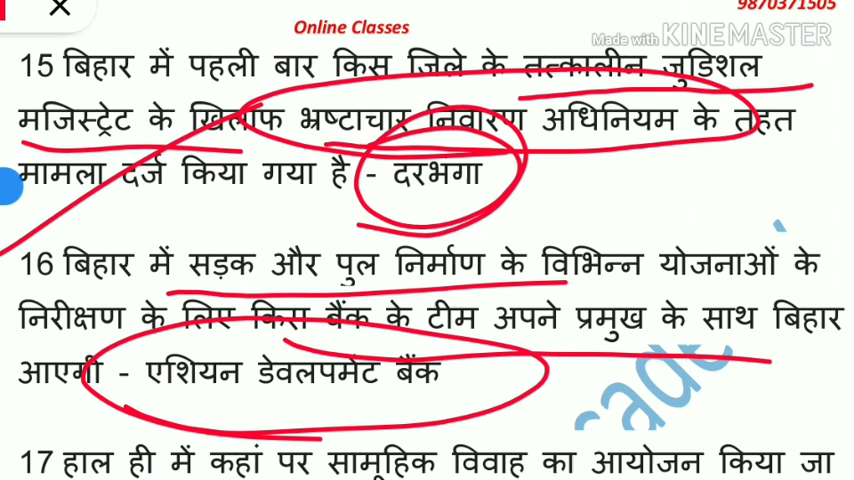 9870371505
Online Classes
Made with KINEMASTER
15 बिहार में पहली बार किस जिले के तत्कालीन जुडिशल
मजिस्ट्रेट के खिलाफ भ्रष्टाचार निवारण अधिनियम के तहत
मामला दर्ज किया गया है - दरभगा
16 बिहार में सड़क और पुल निर्माण के विभिन्न योजनाओं के
निरीक्षण के लिए किस बैंक के टीम अपने प्रमुख के साथ बिहार
आएगी - एशियन डेवलपमेंट बैंक
17 हाल ही में कहां पर सामूहिक विवाह का आयोजन किया जा